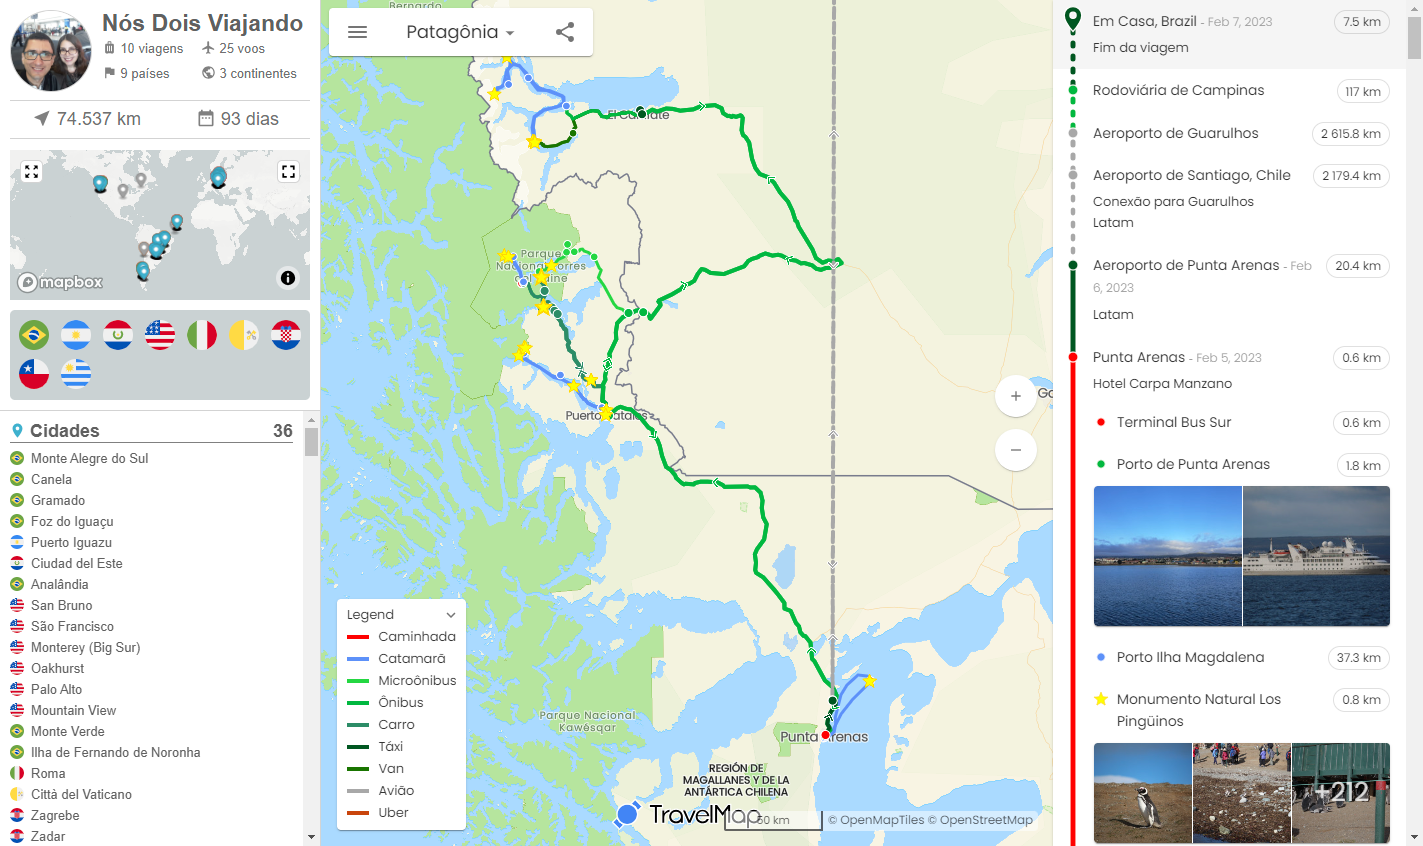 Nós Dois Viajando
10 viagens
25 voos
9 países
3 continentes
74.537 km
93 dias
mapbox
Cidades 36
Monte Alegre do Sul
Canela
Gramado
Foz do Iguaçu
Puerto Iguazu
Ciudad del Este
Analândia
San Bruno
São Francisco
Monterey (Big Sur)
Oakhurst
Palo Alto
Mountain View
Monte Verde
Ilha de Fernando de Noronha
Roma
Città del Vaticano
Zagrebe
Zadar
Patagônia
El Calafate
Parque
Nacional Torres
del Paine
Puerto Natales
Parque Nacional
Kawésqar
Punta Arenas
REGIÓN DE
MAGALLANES Y DE LA
ANTÁRTICA CHILENA
+
−
Legend
Caminhada
Catamarã
Microônibus
Ônibus
Carro
Táxi
Van
Avião
Uber
TravelMap
50 km
© OpenMapTiles © OpenStreetMap
Em Casa, Brazil - Feb 7, 2023
7.5 km
Fim da viagem
Rodoviária de Campinas
117 km
Aeroporto de Guarulhos
2 615.8 km
Aeroporto de Santiago, Chile
2 179.4 km
Conexão para Guarulhos
Latam
Aeroporto de Punta Arenas - Feb
6, 2023
20.4 km
Latam
Punta Arenas - Feb 5, 2023
0.6 km
Hotel Carpa Manzano
Terminal Bus Sur
0.6 km
Porto de Punta Arenas
1.8 km
Porto Ilha Magdalena
37.3 km
Monumento Natural Los
Pingüinos
0.8 km
+212